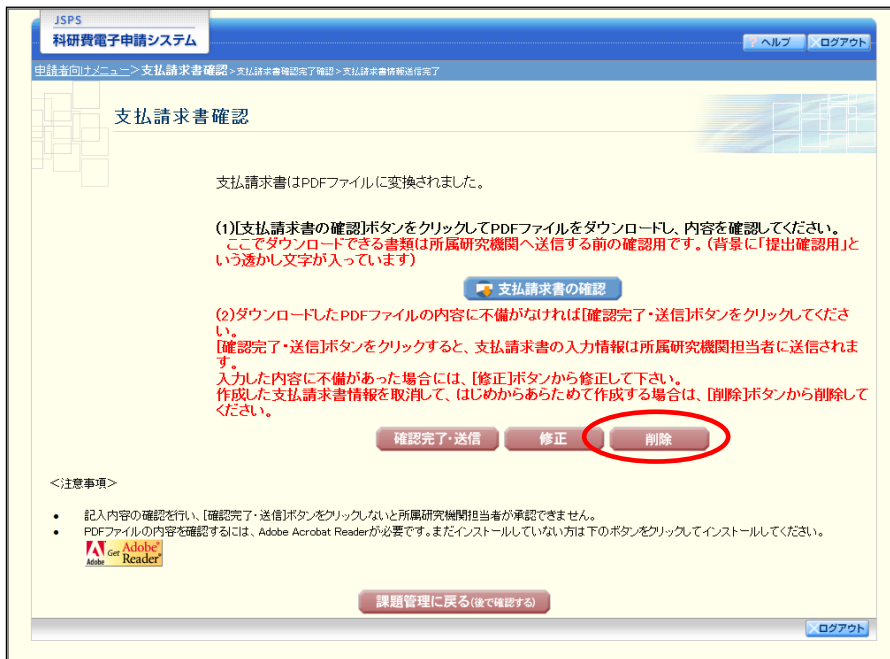 JSPS
科研費電子申請システム
? ヘルプ
×ログアウト
申請者向けメニュー>支払請求書確認>支払請求書確認完了確認>支払請求書情報送信完了
支払請求書確認
支払請求書はPDFファイルに変換されました。
(1)[支払請求書の確認]ボタンをクリックしてPDFファイルをダウンロードし、内容を確認してください。
ここでダウンロードできる書類は所属研究機関へ送信する前の確認用です。(背景に「提出確認用」と
いう透かし文字が入っています)
支払請求書の確認
(2)ダウンロードしたPDFファイルの内容に不備がなければ[確認完了・送信]ボタンをクリックしてくださ
い。
[確認完了・送信]ボタンをクリックすると、支払請求書の入力情報は所属研究機関担当者に送信されま
す。
入力した内容に不備があった場合には、[修正]ボタンから修正して下さい。
作成した支払請求書情報を取消して、はじめからあらためて作成する場合は、[削除]ボタンから削除して
ください。
確認完了・送信
修正
削除
<注意事項>
• 記入内容の確認を行い、[確認完了・送信]ボタンをクリックしないと所属研究機関担当者が承認できません。
• PDFファイルの内容を確認するには、Adobe Acrobat Readerが必要です。まだインストールしていない方は下のボタンをクリックしてインストールしてください。
Adobe Get Adobe Reader
課題管理に戻る(後で確認する)
×ログアウト